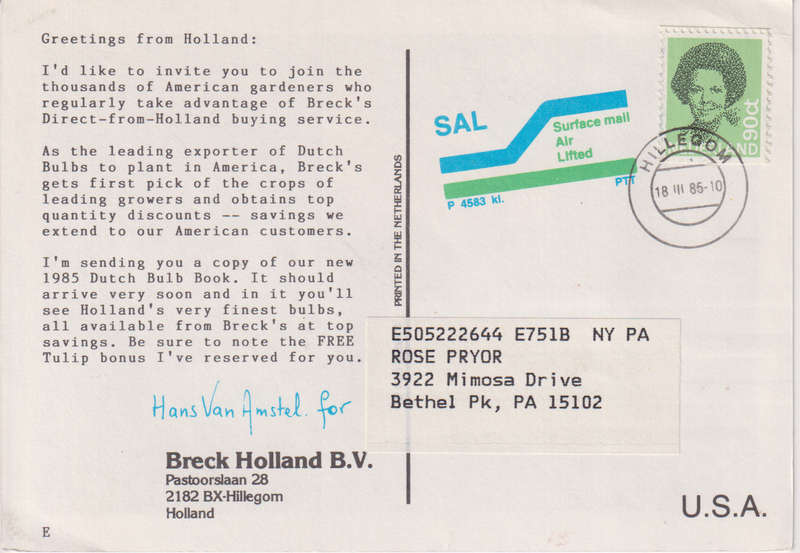 Greetings from Holland:
I'd like to invite you to join the
thousands of American gardeners who
regularly take advantage of Breck's
Direct-from-Holland buying service.
As the leading exporter of Dutch
Bulbs to plant in America, Breck's
gets first pick of the crops of
leading growers and obtains top
quantity discounts -- savings we
extend to our American customers.
I'm sending you a copy of our new
1985 Dutch Bulb Book. It should
arrive very soon and in it you'll
see Holland's very finest bulbs,
all available from Breck's at top
savings. Be sure to note the FREE
Tulip bonus I've reserved for you.
Hans Van Amstel. for
Breck Holland B.V.
Pastoorslaan 28
2182 BX-Hillegom
Holland
E
PRINTED IN THE NETHERLANDS
SAL
Surface mail
Air
Lifted
PTT
P 4583 kl.
90ct
HILLEGOM
18 III 85-10
E505222644 E751B NY PA
ROSE PRYOR
3922 Mimosa Drive
Bethel Pk, PA 15102
U.S.A.